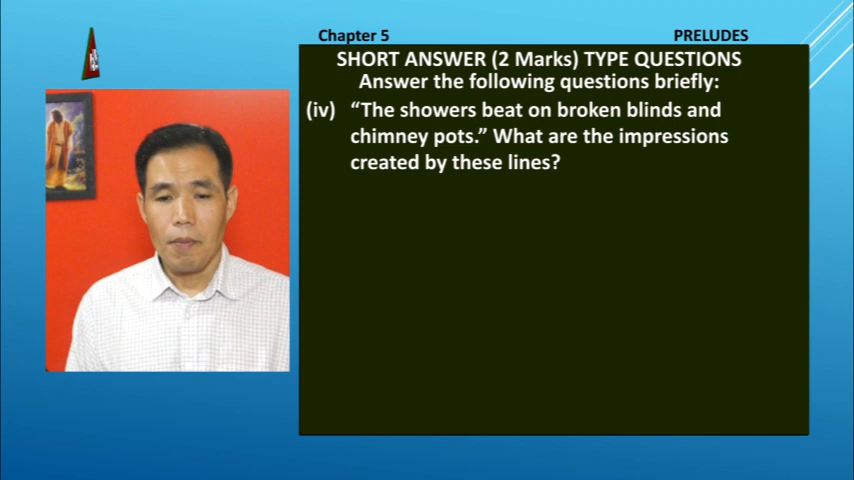 Chapter 5 PRELUDES
SHORT ANSWER (2 Marks) TYPE QUESTIONS
Answer the following questions briefly:
(iv) “The showers beat on broken blinds and
chimney pots.” What are the impressions
created by these lines?